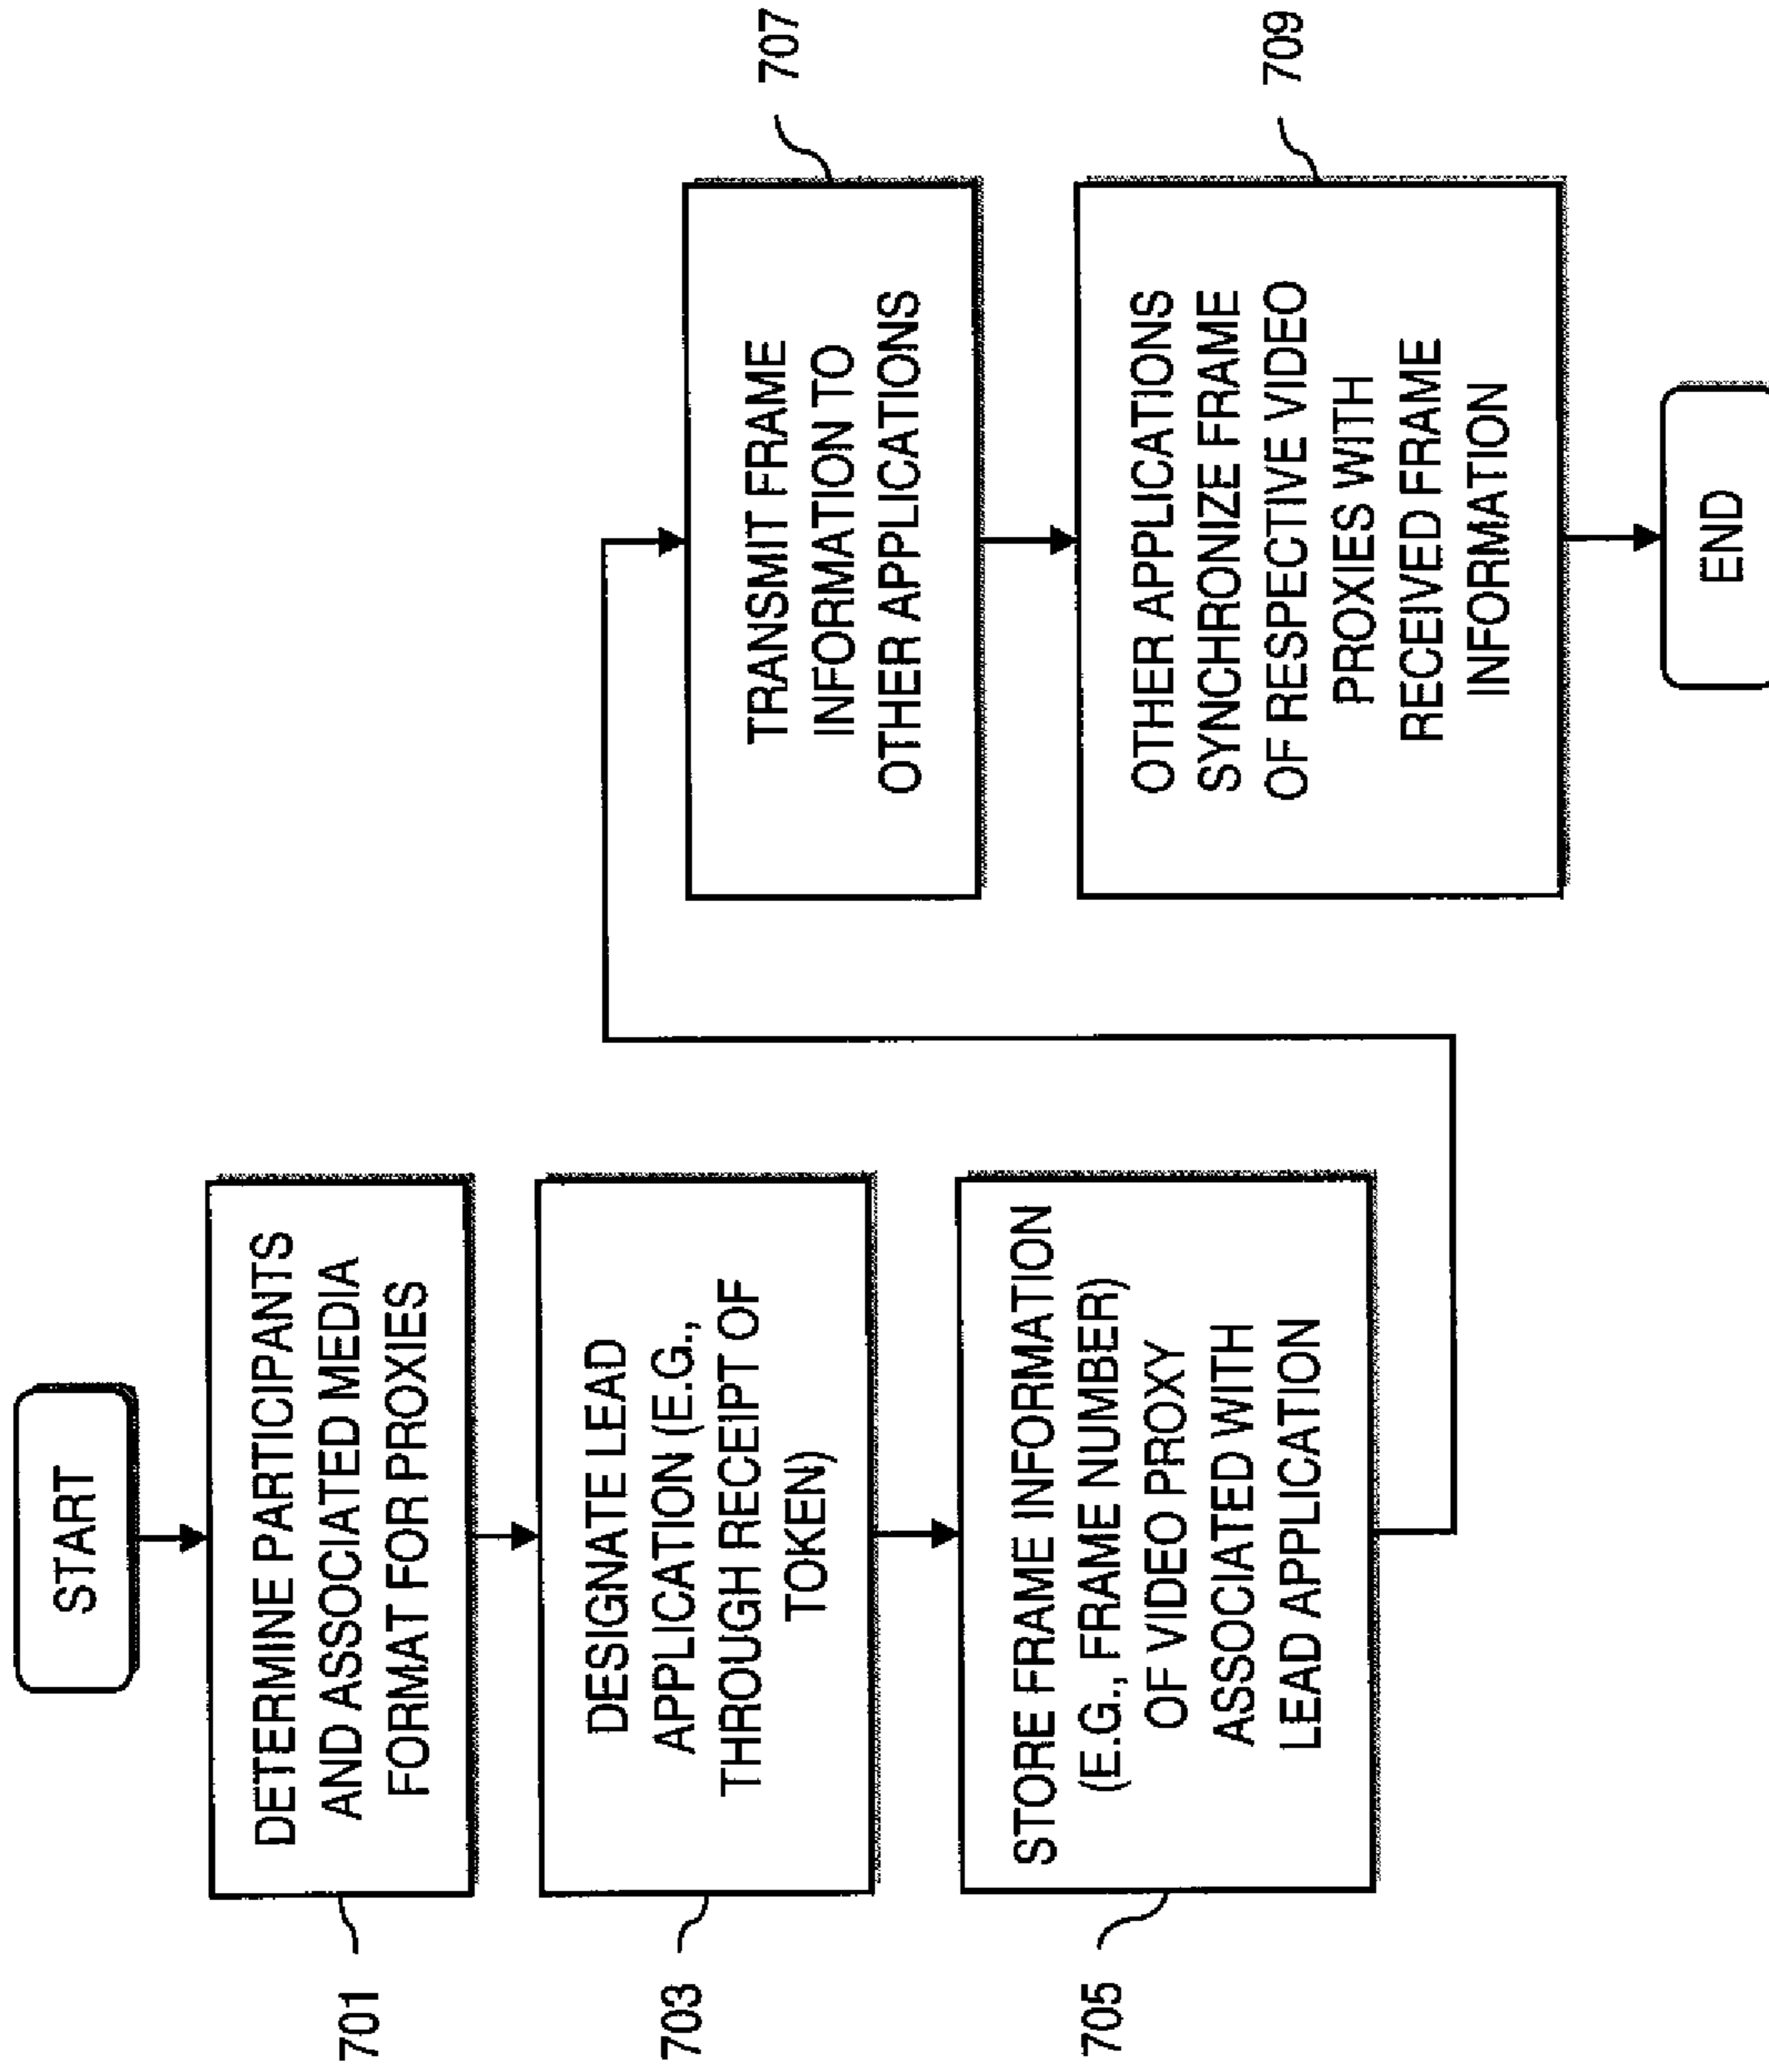 START
DETERMINE PARTICIPANTS
AND ASSOCIATED MEDIA
FORMAT FOR PROXIES
701
DESIGNATE LEAD
APPLICATION (E.G.,
THROUGH RECEIPT OF
TOKEN)
703
STORE FRAME INFORMATION
(E.G., FRAME NUMBER)
OF VIDEO PROXY
ASSOCIATED WITH
LEAD APPLICATION
705
TRANSMIT FRAME
INFORMATION TO
OTHER APPLICATIONS
707
OTHER APPLICATIONS
SYNCHRONIZE FRAME
OF RESPECTIVE VIDEO
PROXIES WITH
RECEIVED FRAME
INFORMATION
709
END